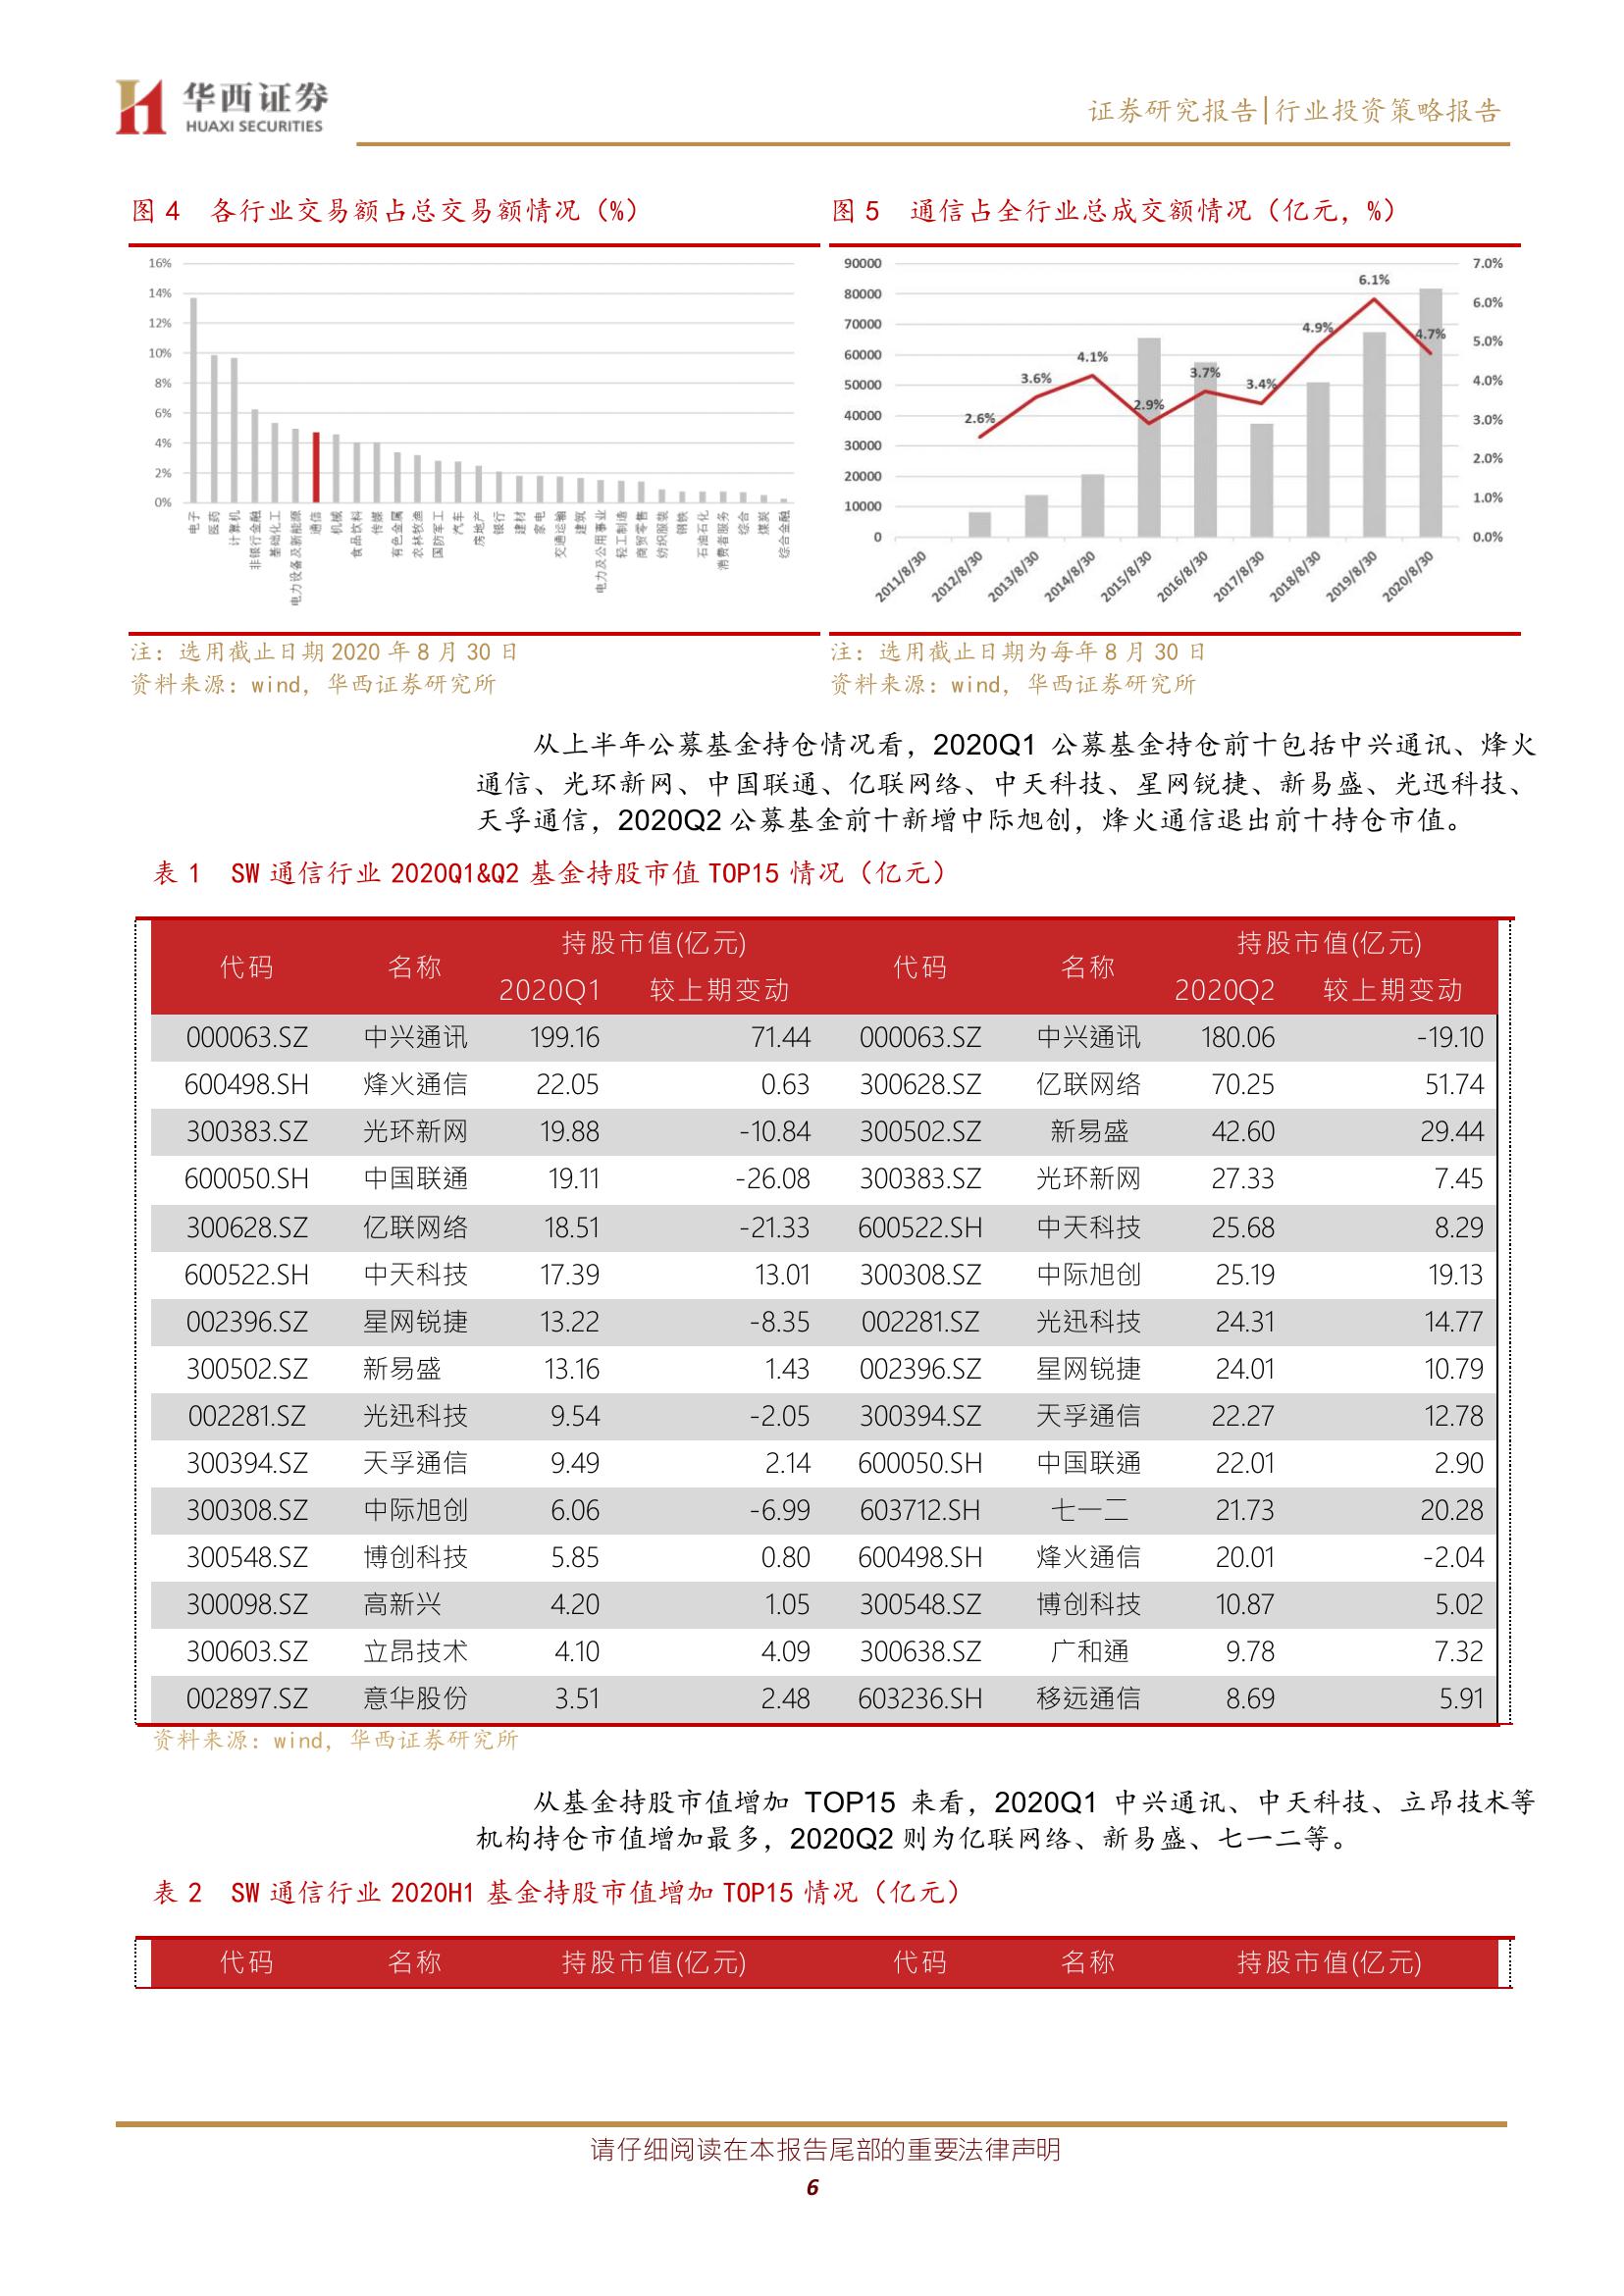 华西证券
HUAXI SECURITIES
证券研究报告|行业投资策略报告
图 4 各行业交易额占总交易额情况（%）
16%
14%
12%
10%
8%
6%
4%
2%
0%
电子
医药
计算机
非银行金融
基础化工
电力设备及新能源
通信
机械
食品饮料
传媒
有色金属
农林牧渔
国防军工
汽车
房地产
银行
建材
家电
交通运输
建筑
电力及公用事业
轻工制造
商贸零售
纺织服装
钢铁
石油石化
消费者服务
综合
煤炭
综合金融
注：选用截止日期 2020 年 8 月 30 日
资料来源：wind，华西证券研究所
图 5 通信占全行业总成交额情况（亿元，%）
90000
80000
70000
60000
50000
40000
30000
20000
10000
0
7.0%
6.0%
5.0%
4.0%
3.0%
2.0%
1.0%
0.0%
2.6%
3.6%
4.1%
2.9%
3.7%
3.4%
4.9%
6.1%
4.7%
2011/8/30
2012/8/30
2013/8/30
2014/8/30
2015/8/30
2016/8/30
2017/8/30
2018/8/30
2019/8/30
2020/8/30
注：选用截止日期为每年 8 月 30 日
资料来源：wind，华西证券研究所
从上半年公募基金持仓情况看，2020Q1 公募基金持仓前十包括中兴通讯、烽火
通信、光环新网、中国联通、亿联网络、中天科技、星网锐捷、新易盛、光迅科技、
天孚通信，2020Q2 公募基金前十新增中际旭创，烽火通信退出前十持仓市值。
表 1 SW 通信行业 2020Q1&Q2 基金持股市值 TOP15 情况（亿元）
代码 名称 持股市值(亿元) 代码 名称 持股市值(亿元)
2020Q1 较上期变动 2020Q2 较上期变动
000063.SZ 中兴通讯 199.16 71.44 000063.SZ 中兴通讯 180.06 -19.10
600498.SH 烽火通信 22.05 0.63 300628.SZ 亿联网络 70.25 51.74
300383.SZ 光环新网 19.88 -10.84 300502.SZ 新易盛 42.60 29.44
600050.SH 中国联通 19.11 -26.08 300383.SZ 光环新网 27.33 7.45
300628.SZ 亿联网络 18.51 -21.33 600522.SH 中天科技 25.68 8.29
600522.SH 中天科技 17.39 13.01 300308.SZ 中际旭创 25.19 19.13
002396.SZ 星网锐捷 13.22 -8.35 002281.SZ 光迅科技 24.31 14.77
300502.SZ 新易盛 13.16 1.43 002396.SZ 星网锐捷 24.01 10.79
002281.SZ 光迅科技 9.54 -2.05 300394.SZ 天孚通信 22.27 12.78
300394.SZ 天孚通信 9.49 2.14 600050.SH 中国联通 22.01 2.90
300308.SZ 中际旭创 6.06 -6.99 603712.SH 七一二 21.73 20.28
300548.SZ 博创科技 5.85 0.80 600498.SH 烽火通信 20.01 -2.04
300098.SZ 高新兴 4.20 1.05 300548.SZ 博创科技 10.87 5.02
300603.SZ 立昂技术 4.10 4.09 300638.SZ 广和通 9.78 7.32
002897.SZ 意华股份 3.51 2.48 603236.SH 移远通信 8.69 5.91
资料来源：wind，华西证券研究所
从基金持股市值增加 TOP15 来看，2020Q1 中兴通讯、中天科技、立昂技术等
机构持仓市值增加最多，2020Q2 则为亿联网络、新易盛、七一二等。
表 2 SW 通信行业 2020H1 基金持股市值增加 TOP15 情况（亿元）
代码 名称 持股市值(亿元) 代码 名称 持股市值(亿元)
请仔细阅读在本报告尾部的重要法律声明
6